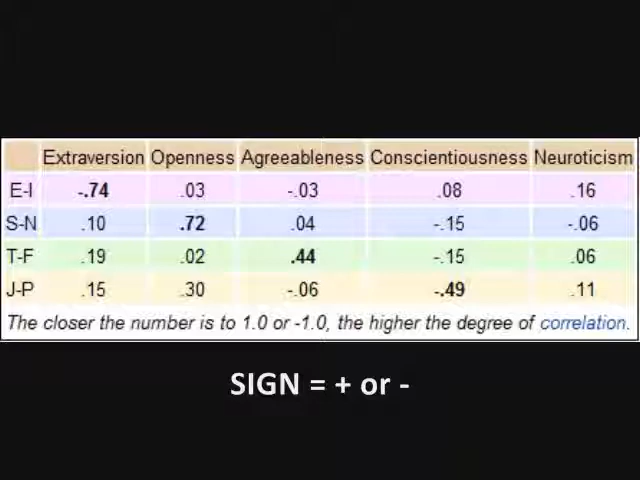 Extraversion Openness Agreeableness Conscientiousness Neuroticism
E-I -.74 .03 -.03 .08 .16
S-N .10 .72 .04 -.15 -.06
T-F .19 .02 .44 -.15 .06
J-P .15 .30 -.06 -.49 .11
The closer the number is to 1.0 or -1.0, the higher the degree of correlation.
SIGN = + or -